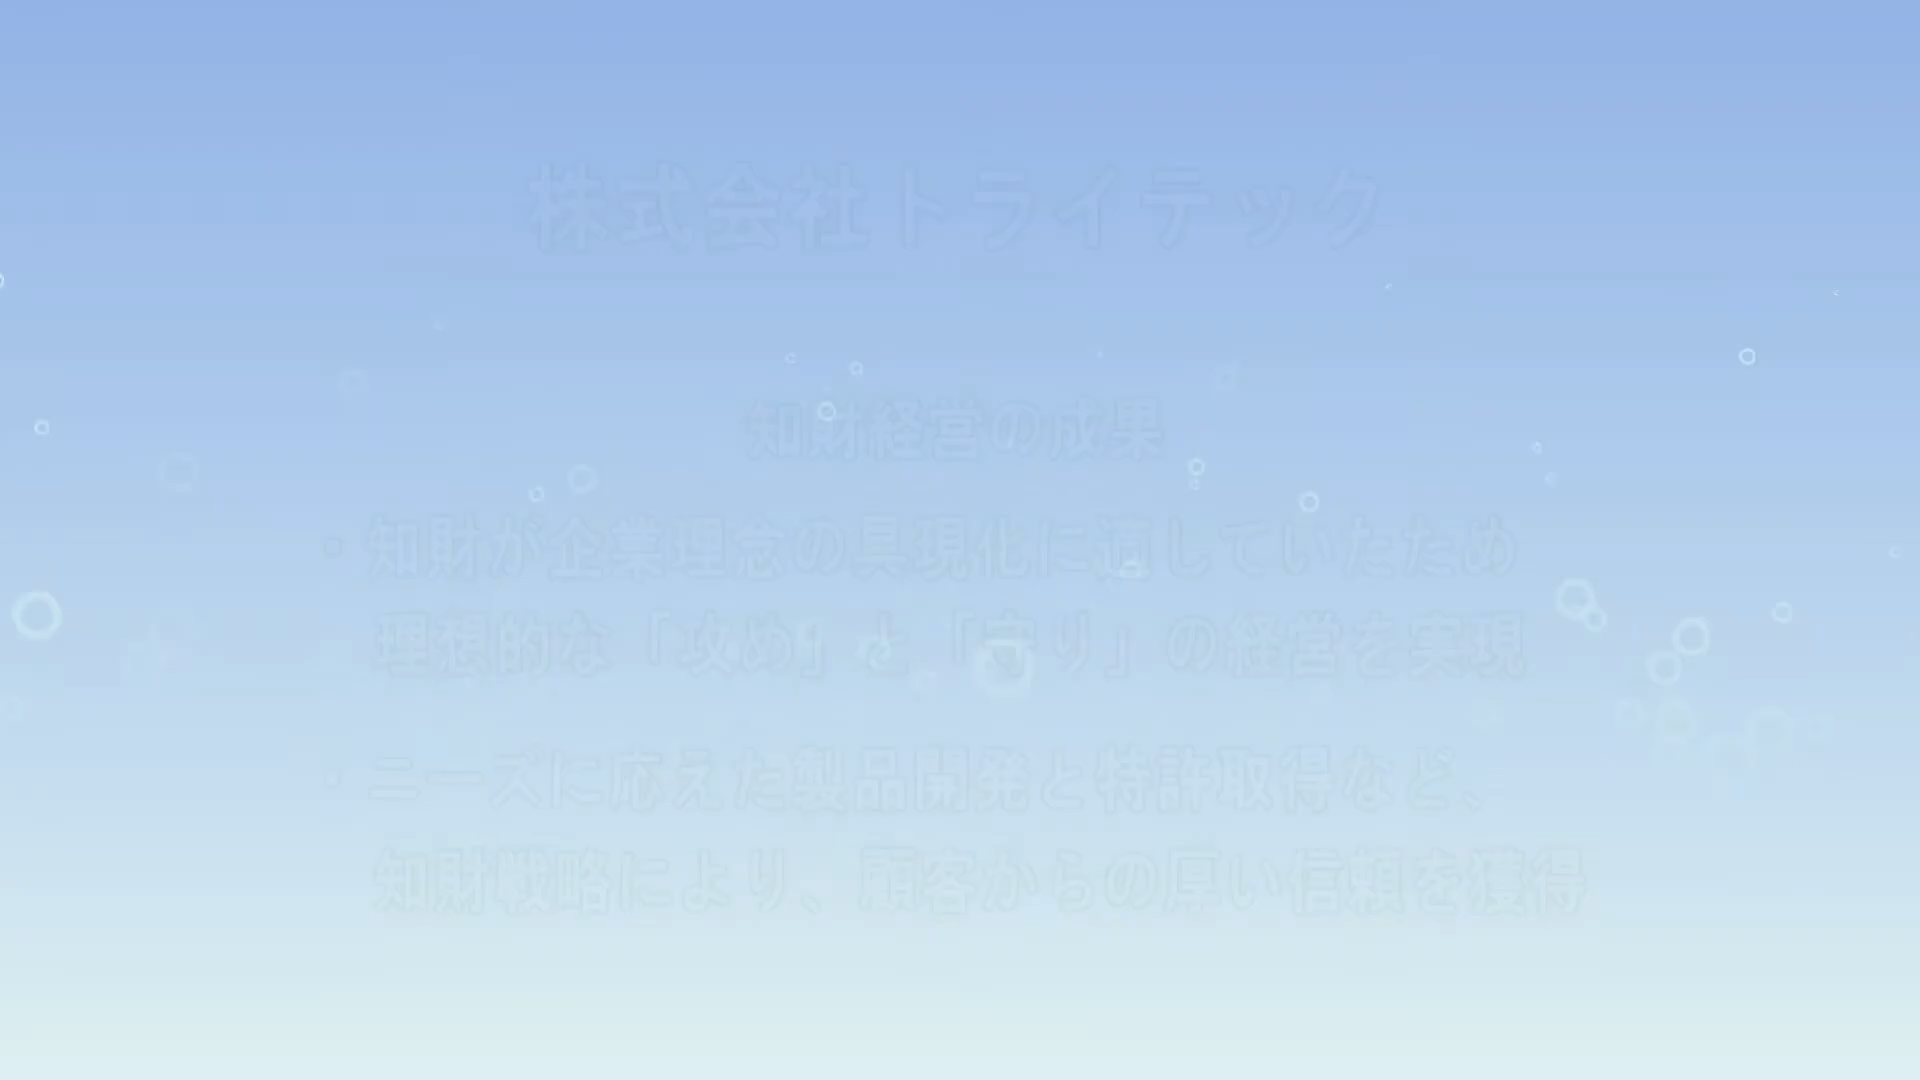 株式会社トライテック
知財経営の成果
・知財が企業理念の具現化に適していたため
理想的な「攻め」と「守り」の経営を実現
・ニーズに応えた製品開発と特許取得など、
知財戦略により、顧客からの厚い信頼を獲得